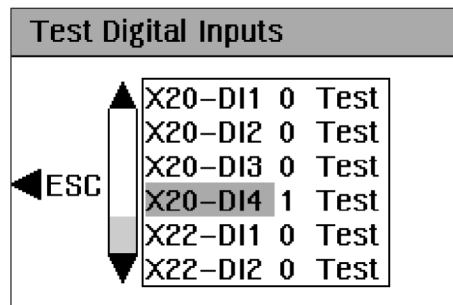 Test Digital Inputs
X20-DI1 0 Test
X20-DI2 0 Test
X20-DI3 0 Test
ESC
X20-DI4 1 Test
X22-DI1 0 Test
X22-DI2 0 Test